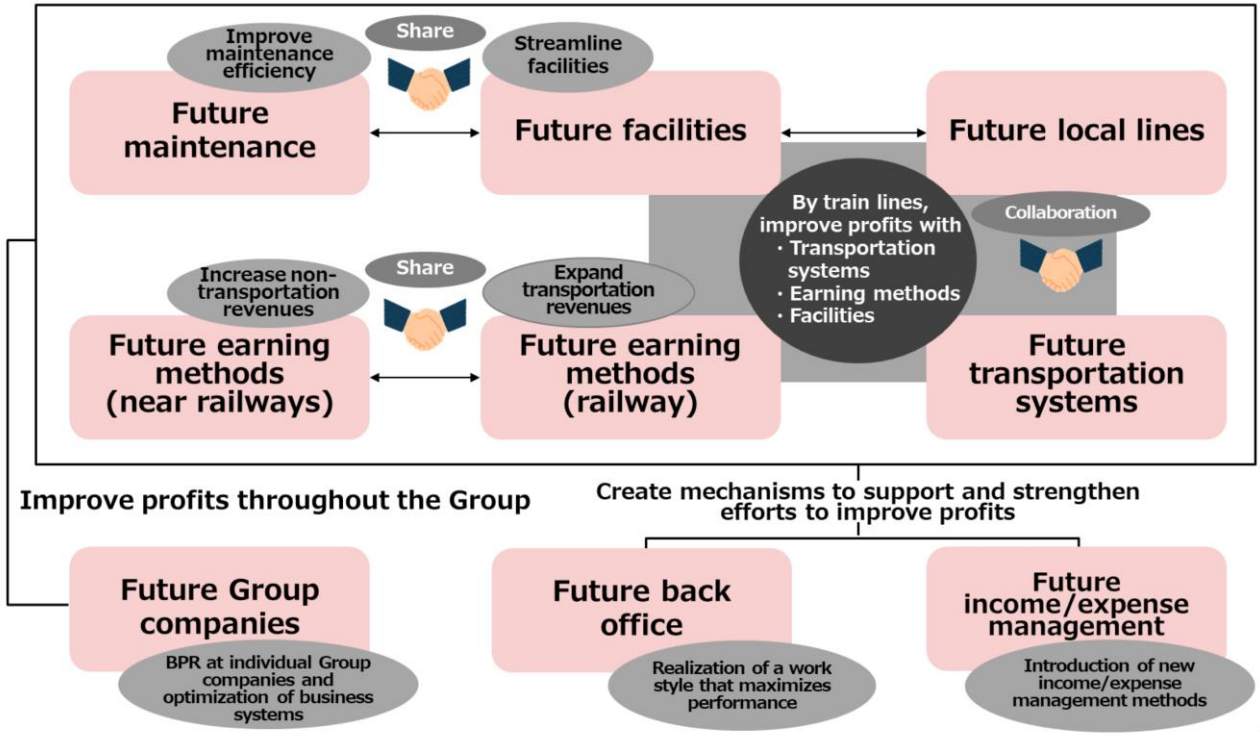 Improve
maintenance
efficiency
Share
Streamline
facilities
Future
maintenance
Future facilities
Future local lines
By train lines,
improve profits with
・Transportation
systems
・Earning methods
・Facilities
Collaboration
Increase non-
transportation
revenues
Share
Expand
transportation
revenues
Future earning
methods
(near railways)
Future earning
methods
(railway)
Future
transportation
systems
Improve profits throughout the Group
Create mechanisms to support and strengthen
efforts to improve profits
Future Group
companies
BPR at individual Group
companies and
optimization of business
systems
Future back
office
Realization of a work
style that maximizes
performance
Future
income/expense
management
Introduction of new
income/expense
management methods